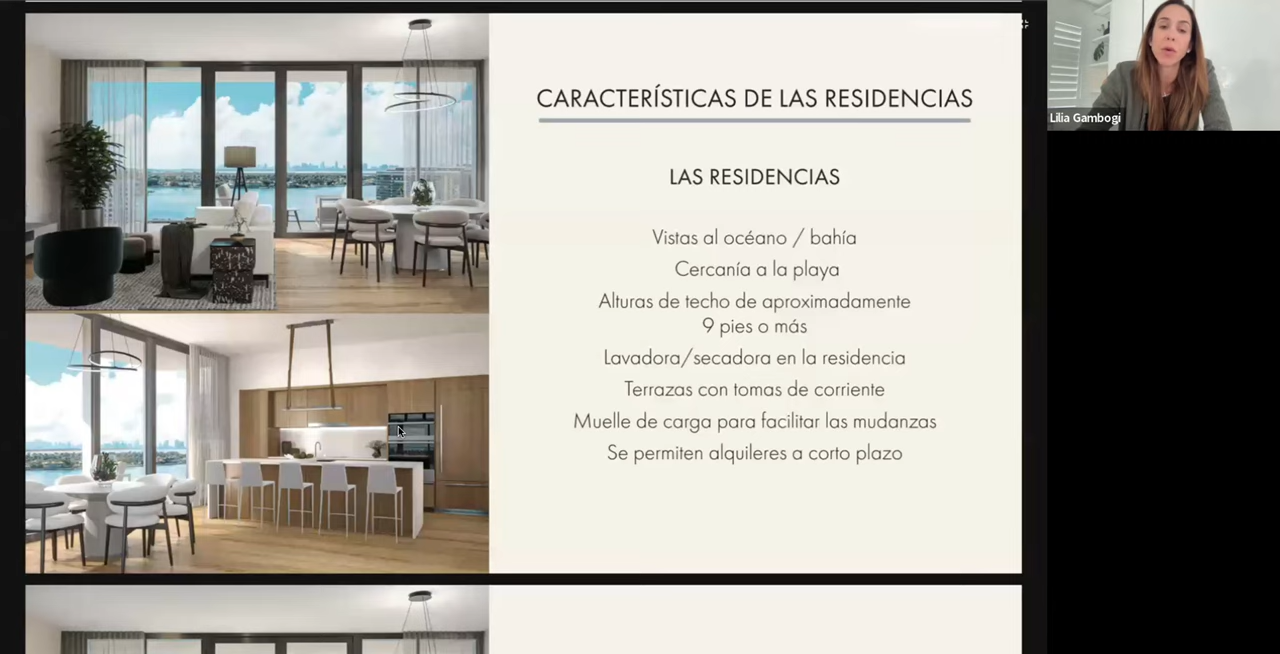 CARACTERÍSTICAS DE LAS RESIDENCIAS
LAS RESIDENCIAS
Vistas al océano / bahía
Cercanía a la playa
Alturas de techo de aproximadamente
9 pies o más
Lavadora/secadora en la residencia
Terrazas con tomas de corriente
Muelle de carga para facilitar las mudanzas
Se permiten alquileres a corto plazo
Lilia Gambogi